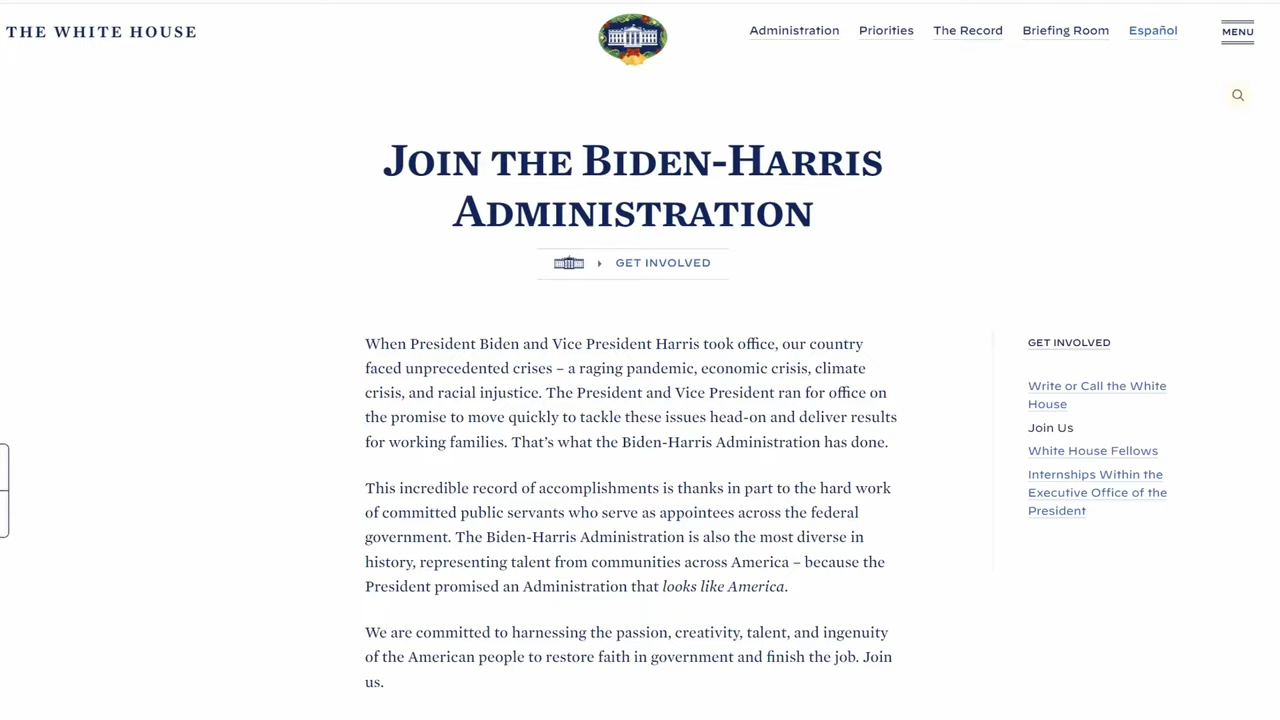 THE WHITE HOUSE
Administration
Priorities
The Record
Briefing Room
Español
MENU
Join the Biden-Harris
Administration
GET INVOLVED
When President Biden and Vice President Harris took office, our country
faced unprecedented crises – a raging pandemic, economic crisis, climate
crisis, and racial injustice. The President and Vice President ran for office on
the promise to move quickly to tackle these issues head-on and deliver results
for working families. That’s what the Biden-Harris Administration has done.
This incredible record of accomplishments is thanks in part to the hard work
of committed public servants who serve as appointees across the federal
government. The Biden-Harris Administration is also the most diverse in
history, representing talent from communities across America – because the
President promised an Administration that looks like America.
We are committed to harnessing the passion, creativity, talent, and ingenuity
of the American people to restore faith in government and finish the job. Join
us.
GET INVOLVED
Write or Call the White
House
Join Us
White House Fellows
Internships Within the
Executive Office of the
President